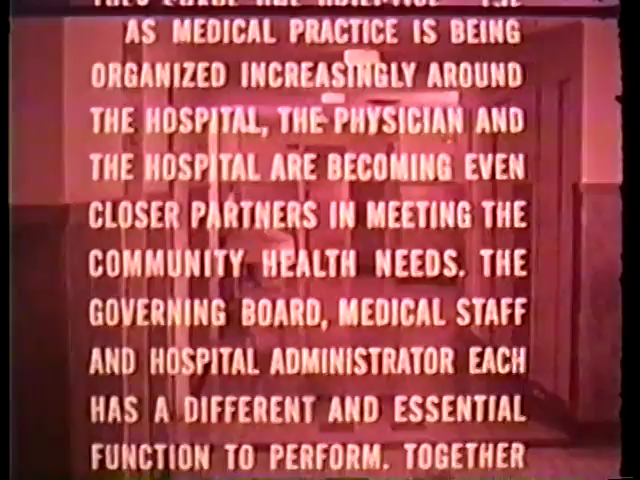 AS MEDICAL PRACTICE IS BEING
ORGANIZED INCREASINGLY AROUND
THE HOSPITAL, THE PHYSICIAN AND
THE HOSPITAL ARE BECOMING EVEN
CLOSER PARTNERS IN MEETING THE
COMMUNITY HEALTH NEEDS. THE
GOVERNING BOARD, MEDICAL STAFF
AND HOSPITAL ADMINISTRATOR EACH
HAS A DIFFERENT AND ESSENTIAL
FUNCTION TO PERFORM. TOGETHER